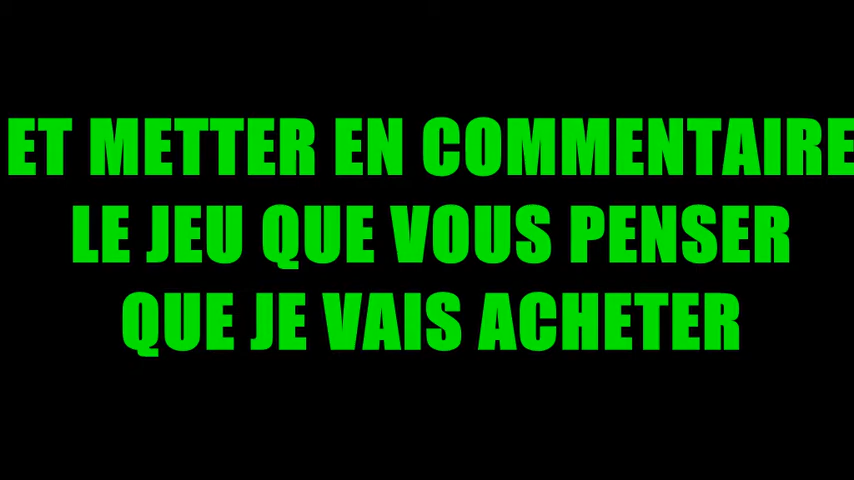 ET METTER EN COMMENTAIRE
LE JEU QUE VOUS PENSER
QUE JE VAIS ACHETER